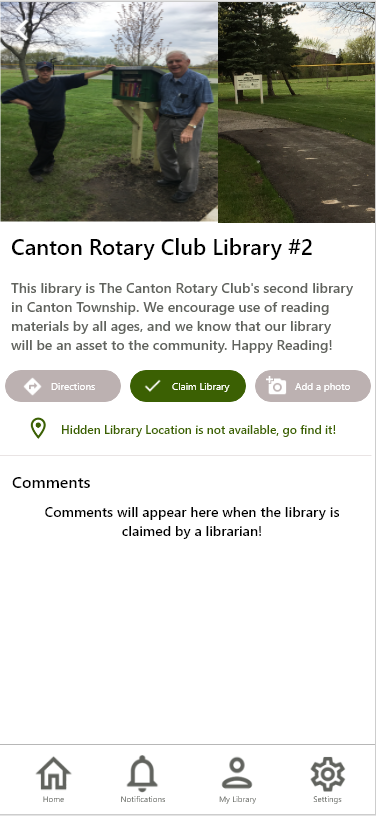 Canton Rotary Club Library #2
This library is The Canton Rotary Club's second library
in Canton Township. We encourage use of reading
materials by all ages, and we know that our library
will be an asset to the community. Happy Reading!
Directions
Claim Library
Add a photo
Hidden Library Location is not available, go find it!
Comments
Comments will appear here when the library is
claimed by a librarian!
Home
Notifications
My Library
Settings